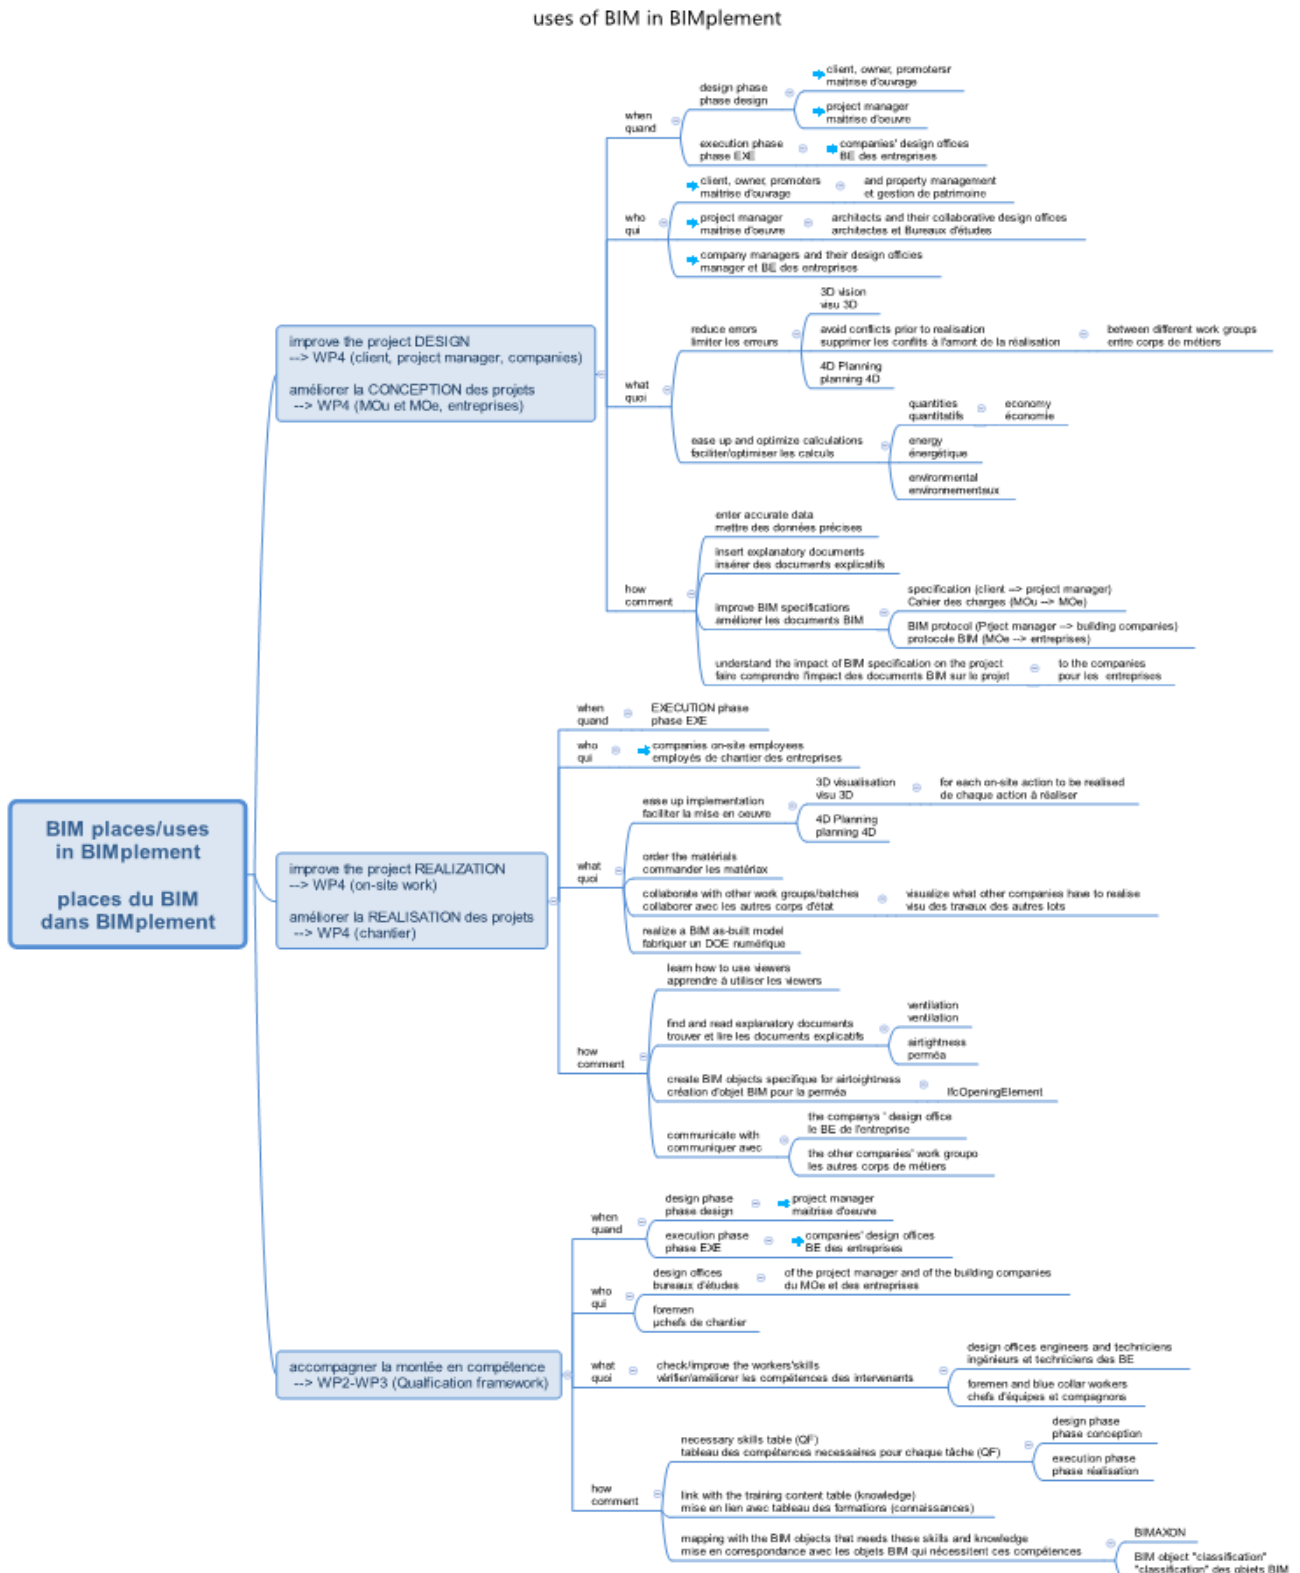 uses of BIM in BIMplement
client, owner, promotersr
maitrise d'ouvrage
design phase
phase design
project manager
maitrise d'oeuvre
when
quand
execution phase
phase EXE
companies' design offices
BE des entreprises
client, owner, promoters
maitrise d'ouvrage
and property management
et gestion de patrimoine
who
qui
project manager
maitrise d'oeuvre
architects and their collaborative design offices
architectes et Bureaux d'études
company managers and their design officies
manager et BE des entreprises
3D vision
visu 3D
reduce errors
limiter les erreurs
avoid conflicts prior to realisation
supprimer les conflits à l'amont de la réalisation
between different work groups
entre corps de métiers
4D Planning
planning 4D
what
quoi
quantities
quantitatifs
economy
économie
ease up and optimize calculations
faciliter/optimiser les calculs
energy
énergétique
environmental
environnementaux
improve the project DESIGN
--> WP4 (client, project manager, companies)
améliorer la CONCEPTION des projets
--> WP4 (MOu et MOe, entreprises)
enter accurate data
mettre des données précises
insert explanatory documents
insérer des documents explicatifs
how
comment
improve BIM specifications
améliorer les documents BIM
specification (client --> project manager)
Cahier des charges (MOu --> MOe)
BIM protocol (Prject manager --> building companies)
protocole BIM (MOe --> entreprises)
understand the impact of BIM specification on the project
faire comprendre l'impact des documents BIM sur le projet
to the companies
pour les entreprises
BIM places/uses
in BIMplement
places du BIM
dans BIMplement
when
quand
EXECUTION phase
phase EXE
who
qui
companies on-site employees
employés de chantier des entreprises
ease up implementation
faciliter la mise en oeuvre
3D visualisation
visu 3D
for each on-site action to be realised
de chaque action à réaliser
4D Planning
planning 4D
what
quoi
order the matérials
commander les matériax
collaborate with other work groups/batches
collaborer avec les autres corps d'état
visualize what other companies have to realise
visu des travaux des autres lots
realize a BIM as-built model
fabriquer un DOE numérique
improve the project REALIZATION
--> WP4 (on-site work)
améliorer la REALISATION des projets
--> WP4 (chantier)
learn how to use viewers
apprendre à utiliser les viewers
find and read explanatory documents
trouver et lire les documents explicatifs
ventilation
ventilation
airtightness
perméa
how
comment
create BIM objects specifique for airtoightness
création d'objet BIM pour la perméa
IfcOpeningElement
communicate with
communiquer avec
the companys ' design office
le BE de l'entreprise
the other companies' work groupo
les autres corps de métiers
when
quand
design phase
phase design
project manager
maitrise d'oeuvre
execution phase
phase EXE
companies' design offices
BE des entreprises
who
qui
design offices
bureaux d'études
of the project manager and of the building companies
du MOe et des entreprises
foremen
µchefs de chantier
accompagner la montée en compétence
--> WP2-WP3 (Qualfication framework)
what
quoi
check/improve the workers'skills
vérifier/améliorer les compétences des intervenants
design offices engineers and techniciens
ingénieurs et techniciens des BE
foremen and blue collar workers
chefs d'équipes et compagnons
how
comment
necessary skills table (QF)
tableau des compétences necessaires pour chaque tâche (QF)
design phase
phase conception
execution phase
phase réalisation
link with the training content table (knowledge)
mise en lien avec tableau des formations (connaissances)
mapping with the BIM objects that needs these skills and knowledge
mise en correspondance avec les objets BIM qui nécessitent ces compétences
BIMAXON
BIM object "classification"
"classification" des objets BIM